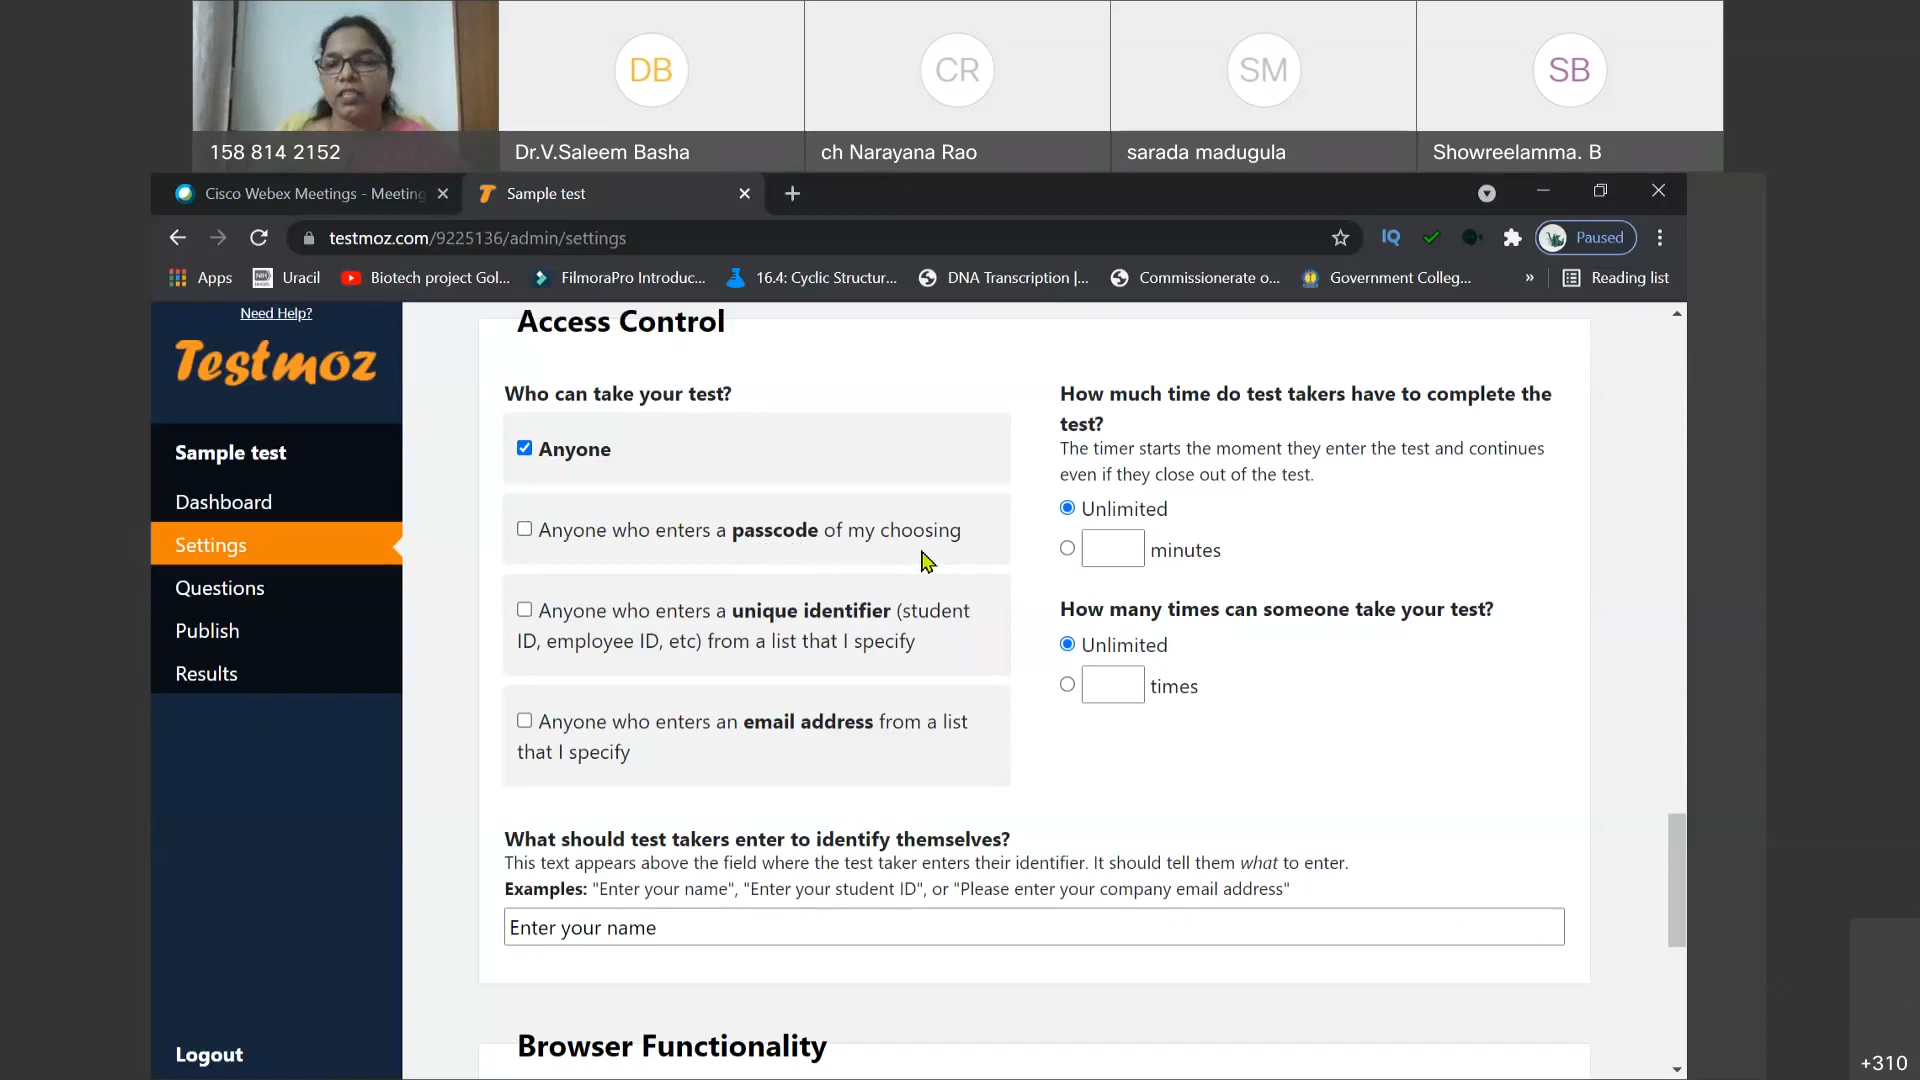 DB
CR
SM
SB
158 814 2152
Dr.V.Saleem Basha
ch Narayana Rao
sarada madugula
Showreelamma. B
Cisco Webex Meetings - Meeting
Sample test
testmoz.com/9225136/admin/settings
IQ
Paused
Apps
Uracil
Biotech project Gol...
FilmoraPro Introduc...
16.4: Cyclic Structur...
DNA Transcription |...
Commissionerate o...
Government Colleg...
»
Reading list
Need Help?
Testmoz
Sample test
Dashboard
Settings
Questions
Publish
Results
Logout
Access Control
Who can take your test?
Anyone
Anyone who enters a passcode of my choosing
Anyone who enters a unique identifier (student
ID, employee ID, etc) from a list that I specify
Anyone who enters an email address from a list
that I specify
How much time do test takers have to complete the
test?
The timer starts the moment they enter the test and continues
even if they close out of the test.
Unlimited
minutes
How many times can someone take your test?
Unlimited
times
What should test takers enter to identify themselves?
This text appears above the field where the test taker enters their identifier. It should tell them what to enter.
Examples: "Enter your name", "Enter your student ID", or "Please enter your company email address"
Enter your name
Browser Functionality
+310